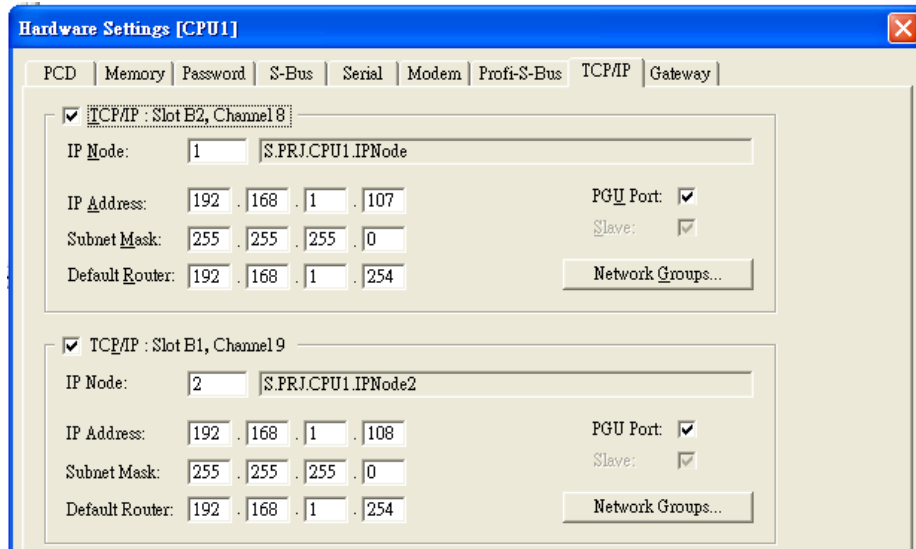 Hardware Settings [CPU1]
PCD Memory Password S-Bus Serial Modem Profi-S-Bus TCP/IP Gateway
TCP/IP : Slot B2, Channel 8
IP Node: 1 S.PRJ.CPU1.IPNode
IP Address: 192 . 168 . 1 . 107 PGU Port:
Subnet Mask: 255 . 255 . 255 . 0 Slave:
Default Router: 192 . 168 . 1 . 254 Network Groups...
TCP/IP : Slot B1, Channel 9
IP Node: 2 S.PRJ.CPU1.IPNode2
IP Address: 192 . 168 . 1 . 108 PGU Port:
Subnet Mask: 255 . 255 . 255 . 0 Slave:
Default Router: 192 . 168 . 1 . 254 Network Groups...